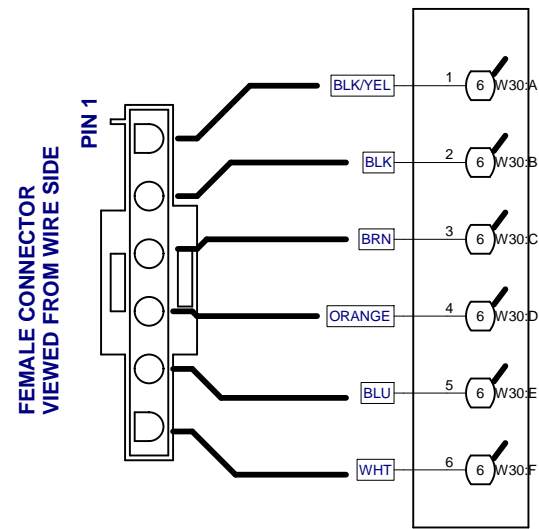 FEMALE CONNECTOR
VIEWED FROM WIRE SIDE
PIN 1
BLK/YEL 1 6 W30:A
BLK 2 6 W30:B
BRN 3 6 W30:C
ORANGE 4 6 W30:D
BLU 5 6 W30:E
WHT 6 6 W30:F